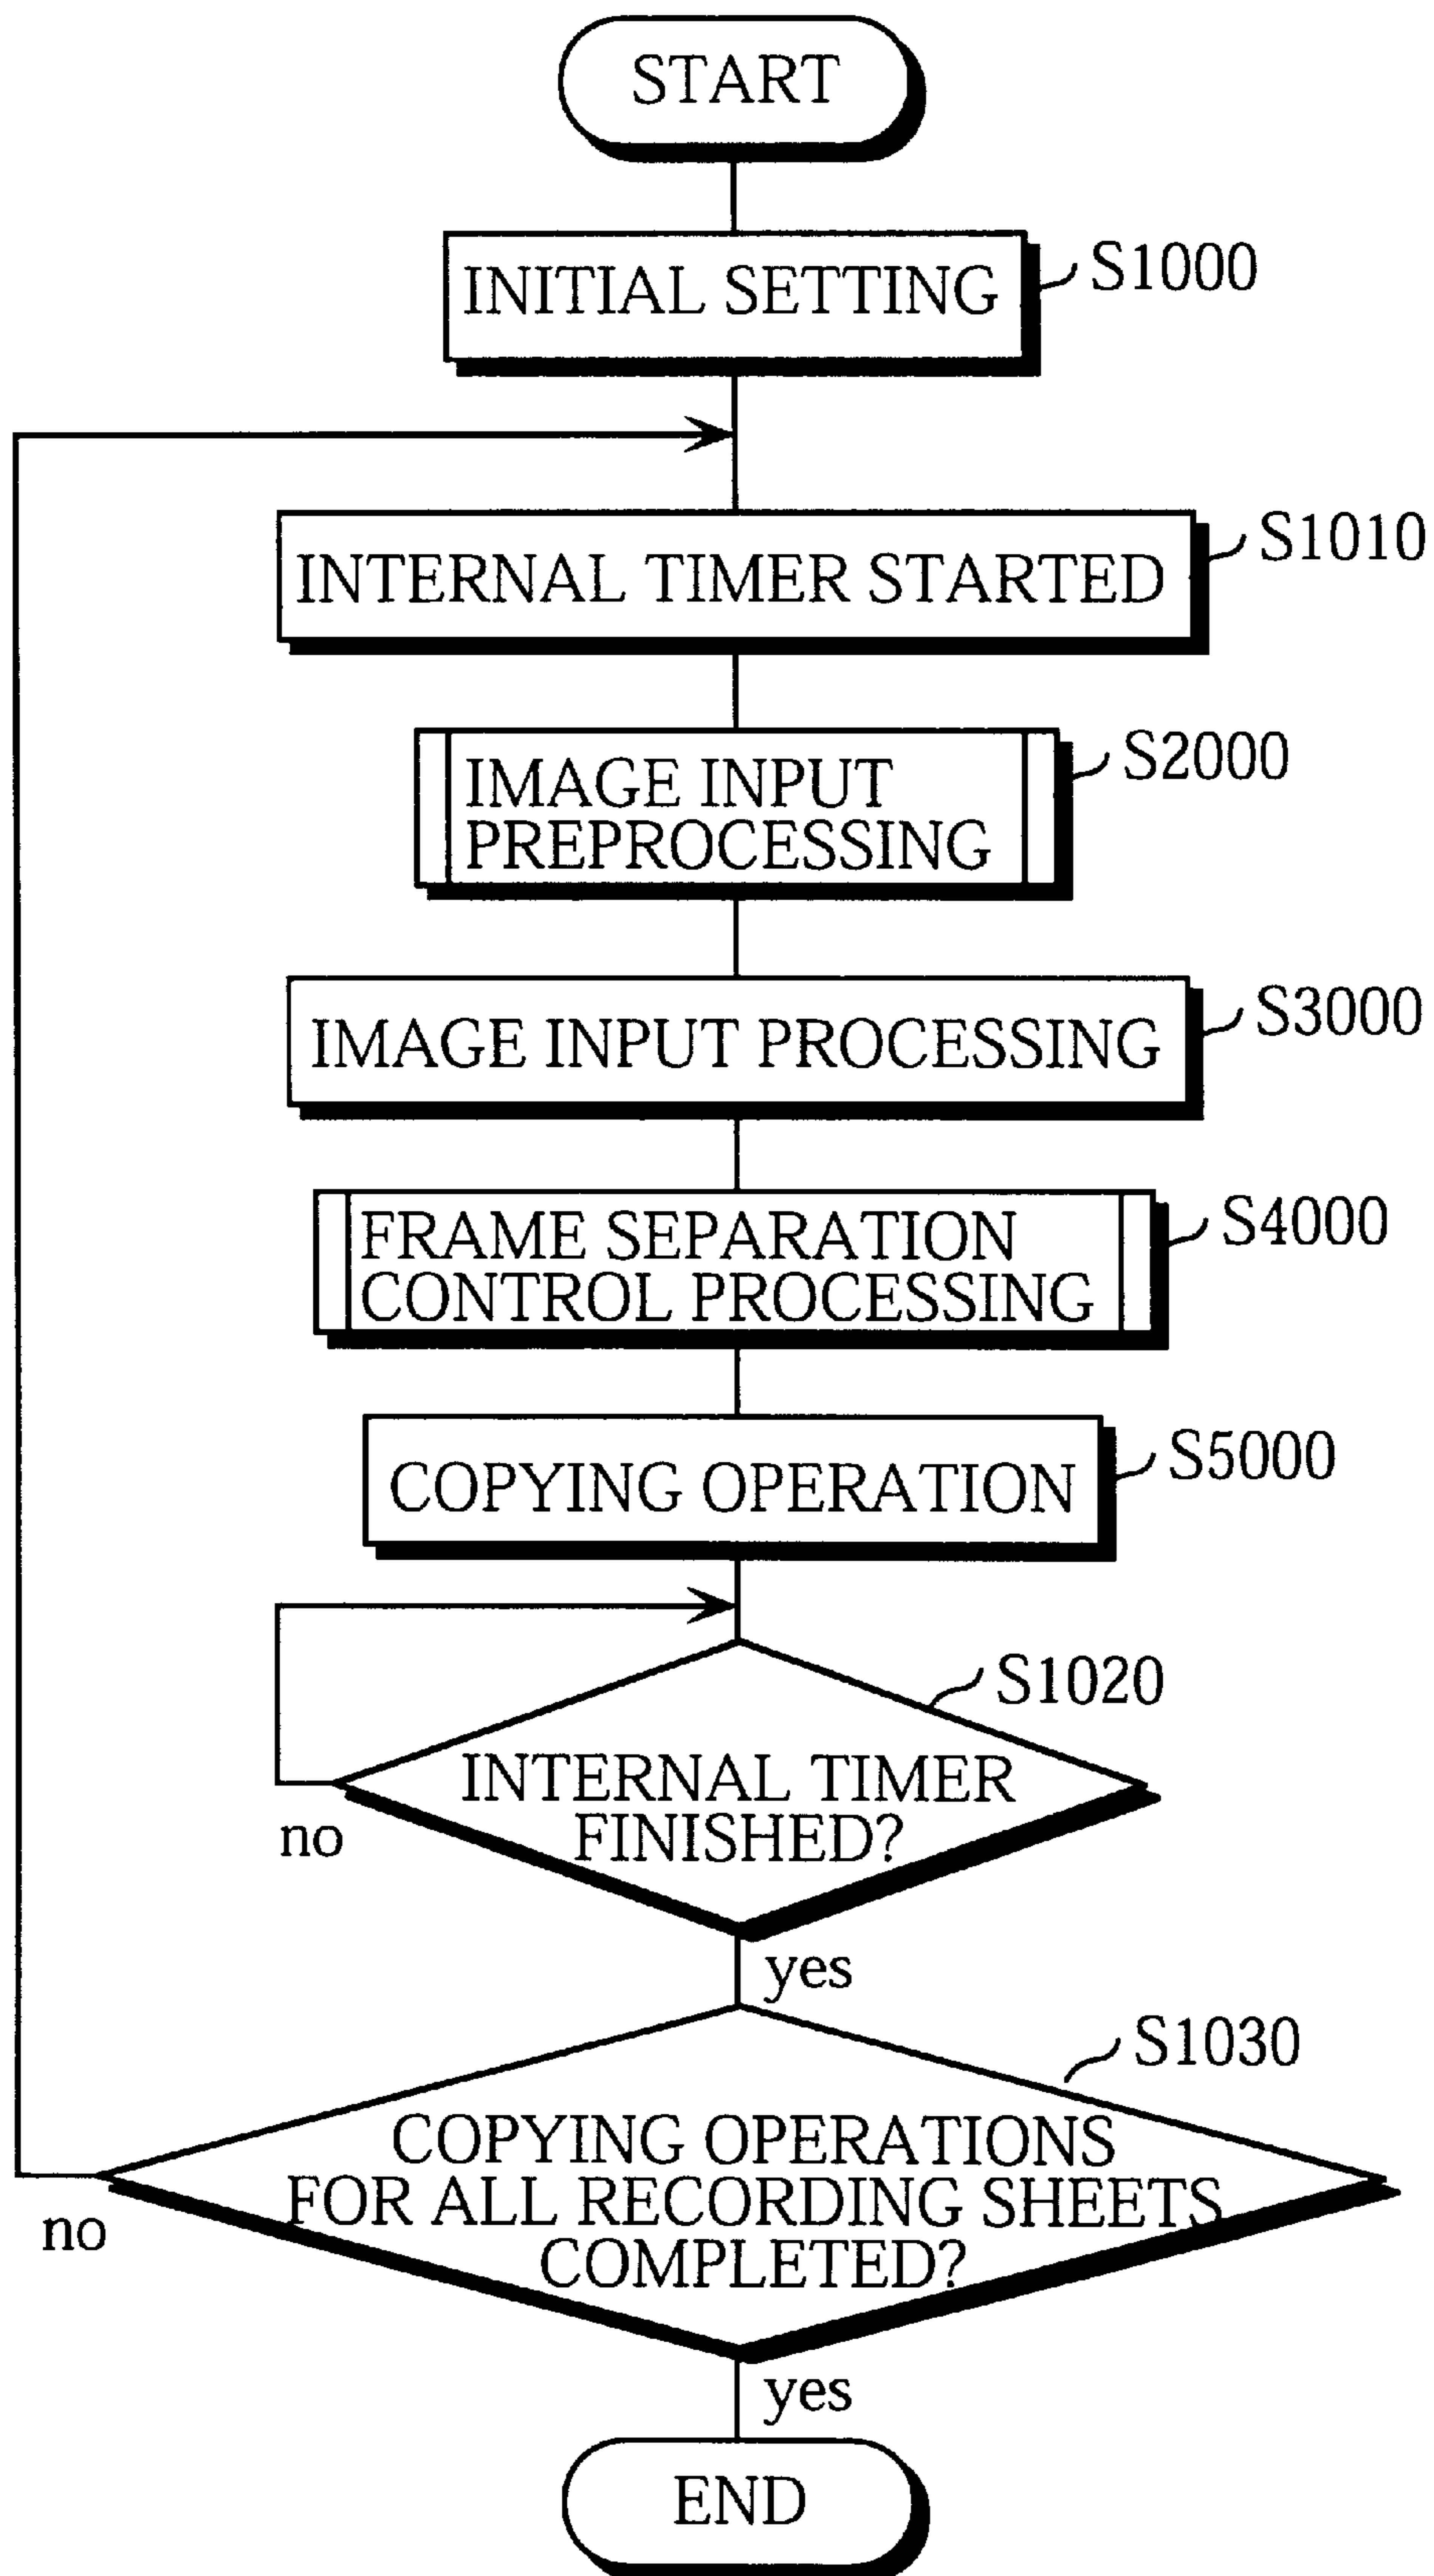 START
INITIAL SETTING
S1000
INTERNAL TIMER STARTED
S1010
IMAGE INPUT
PREPROCESSING
S2000
IMAGE INPUT PROCESSING
S3000
FRAME SEPARATION
CONTROL PROCESSING
S4000
COPYING OPERATION
S5000
S1020
INTERNAL TIMER
FINISHED?
no
yes
S1030
COPYING OPERATIONS
FOR ALL RECORDING SHEETS
COMPLETED?
no
yes
END